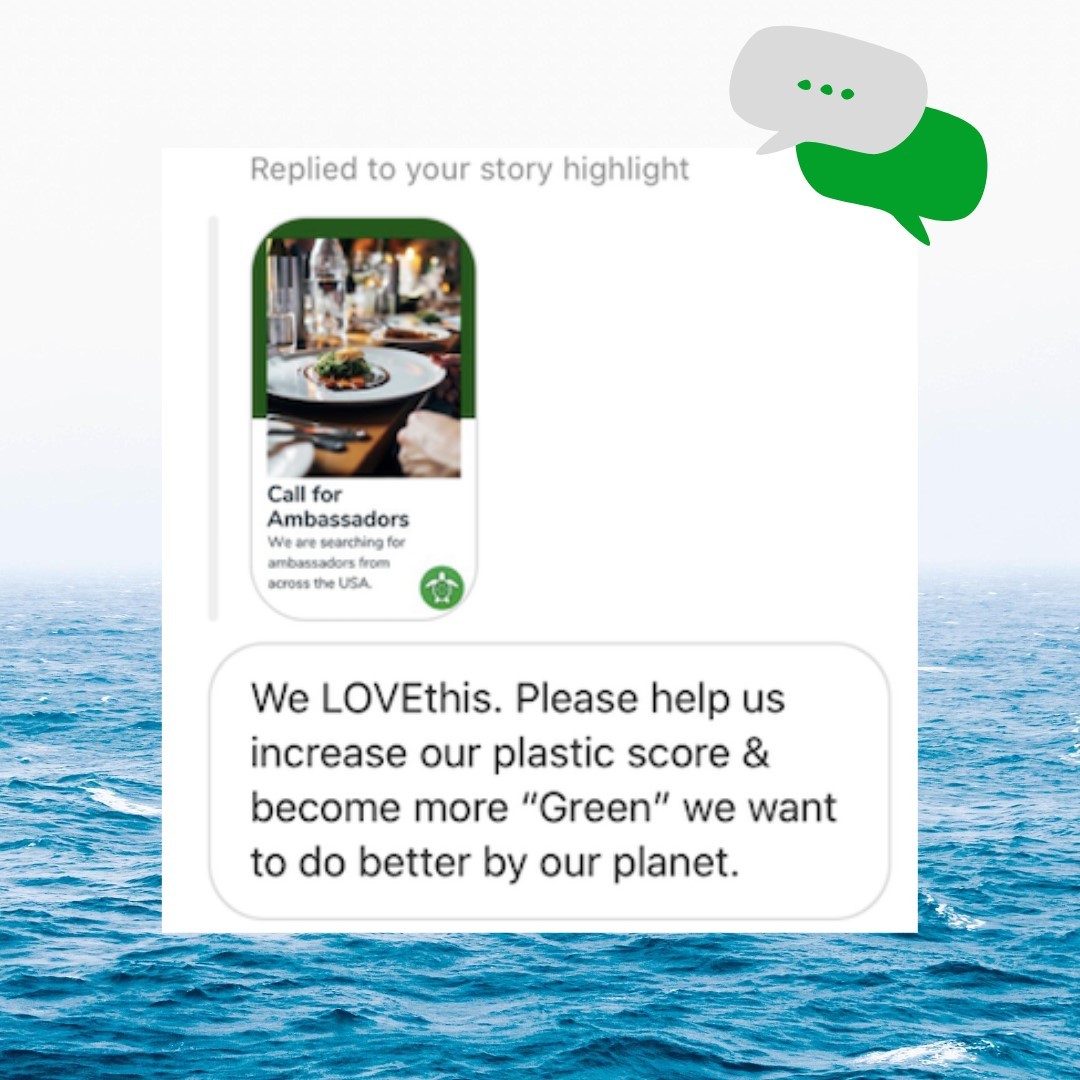 Replied to your story highlight
Call for
Ambassadors
We are searching for
ambassadors from
across the USA.
We LOVEthis. Please help us
increase our plastic score &
become more “Green” we want
to do better by our planet.